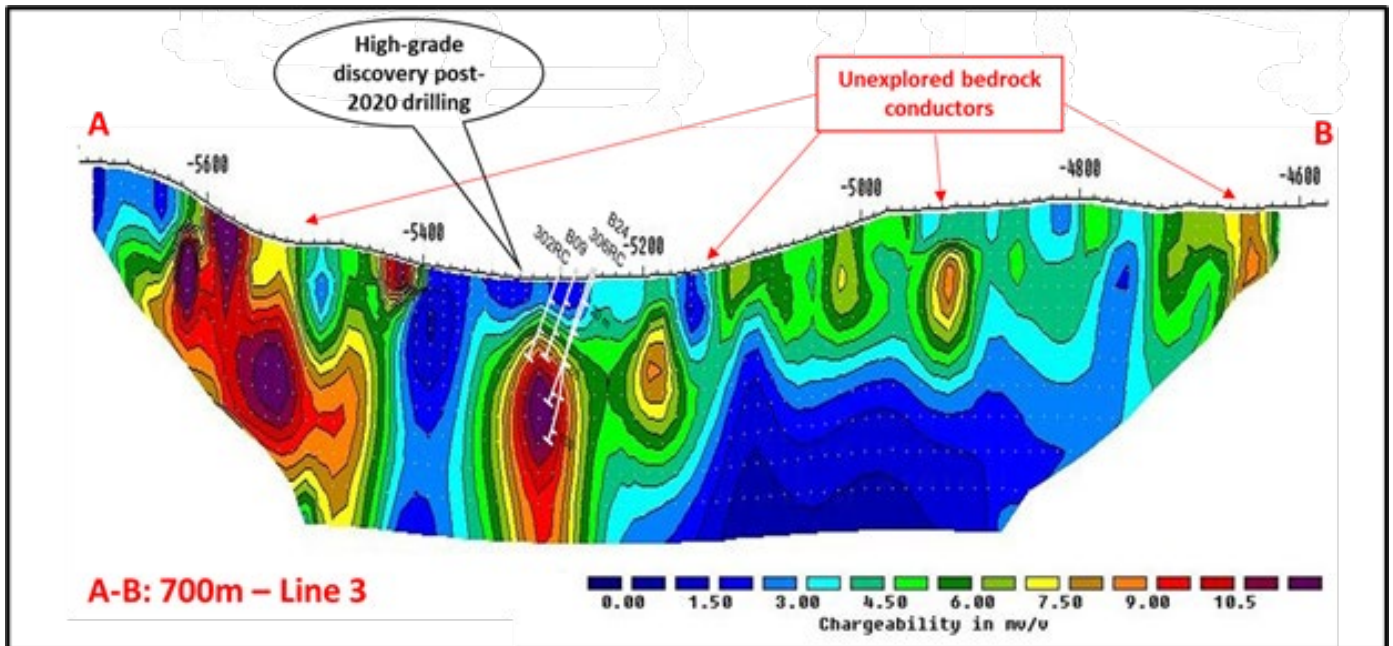 High-grade
discovery post-
2020 drilling
Unexplored bedrock
conductors
A
B
-5600
-5400
302RC
B09
306RC
B24
-5200
-5000
-4800
-4600
A-B: 700m – Line 3
0.00 1.50 3.00 4.50 6.00 7.50 9.00 10.5
Chargeability in mv/v